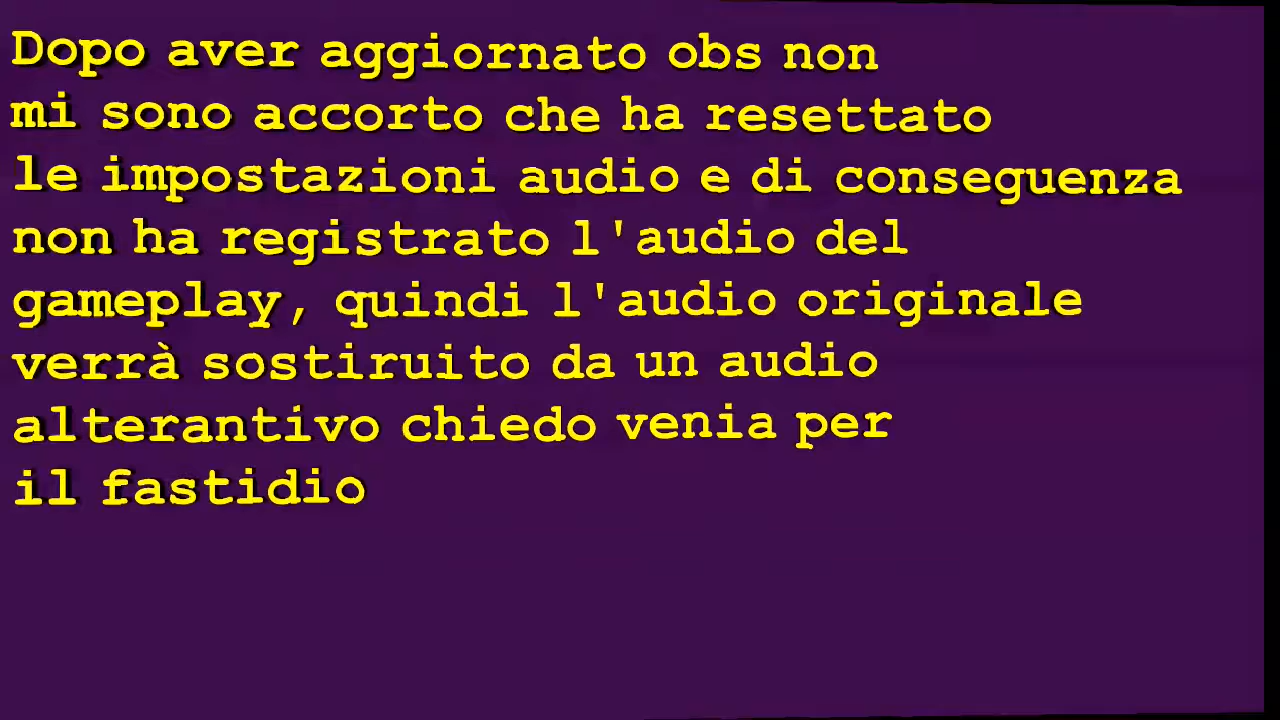 Dopo aver aggiornato obs non
mi sono accorto che ha resettato
le impostazioni audio e di conseguenza
non ha registrato l'audio del
gameplay, quindi l'audio originale
verrà sostiruito da un audio
alterantivo chiedo venia per
il fastidio